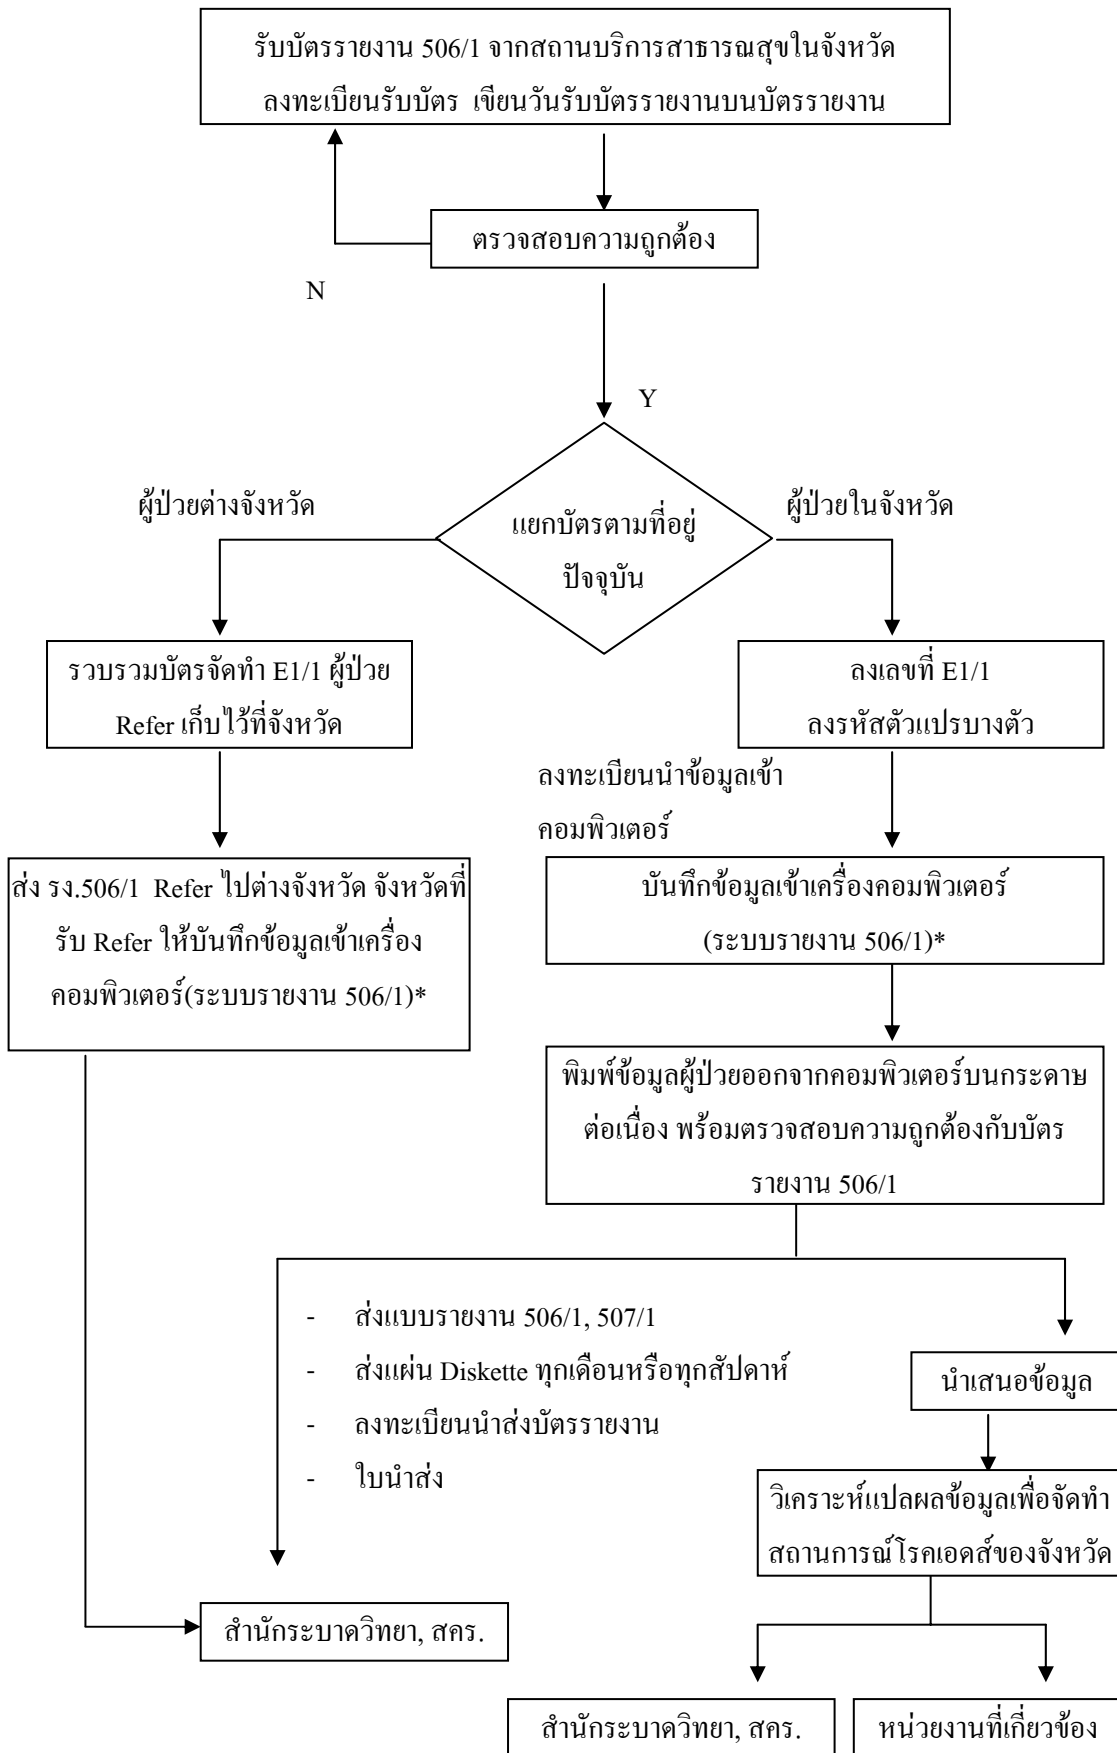 รับบัตรรายงาน 506/1 จากสถานบริการสาธารณสุขในจังหวัด
ลงทะเบียนรับบัตร เขียนวันรับบัตรรายงานบนบัตรรายงาน
ตรวจสอบความถูกต้อง
N
Y
ผู้ป่วยต่างจังหวัด
ผู้ป่วยในจังหวัด
แยกบัตรตามที่อยู่
ปัจจุบัน
รวบรวมบัตรจัดทำ E1/1 ผู้ป่วย
Refer เก็บไว้ที่จังหวัด
ลงเลขที่ E1/1
ลงรหัสตัวแปรบางตัว
ลงทะเบียนนำข้อมูลเข้า
คอมพิวเตอร์
ส่ง รง.506/1 Refer ไปต่างจังหวัด จังหวัดที่
รับ Refer ให้บันทึกข้อมูลเข้าเครื่อง
คอมพิวเตอร์(ระบบรายงาน 506/1)*
บันทึกข้อมูลเข้าเครื่องคอมพิวเตอร์
(ระบบรายงาน 506/1)*
พิมพ์ข้อมูลผู้ป่วยออกจากคอมพิวเตอร์บนกระดาษ
ต่อเนื่อง พร้อมตรวจสอบความถูกต้องกับบัตร
รายงาน 506/1
- ส่งแบบรายงาน 506/1, 507/1
- ส่งแผ่น Diskette ทุกเดือนหรือทุกสัปดาห์
- ลงทะเบียนนำส่งบัตรรายงาน
- ใบนำส่ง
นำเสนอข้อมูล
วิเคราะห์แปลผลข้อมูลเพื่อจัดทำ
สถานการณ์โรคเอดส์ของจังหวัด
สำนักระบาดวิทยา, สคร.
สำนักระบาดวิทยา, สคร.
หน่วยงานที่เกี่ยวข้อง